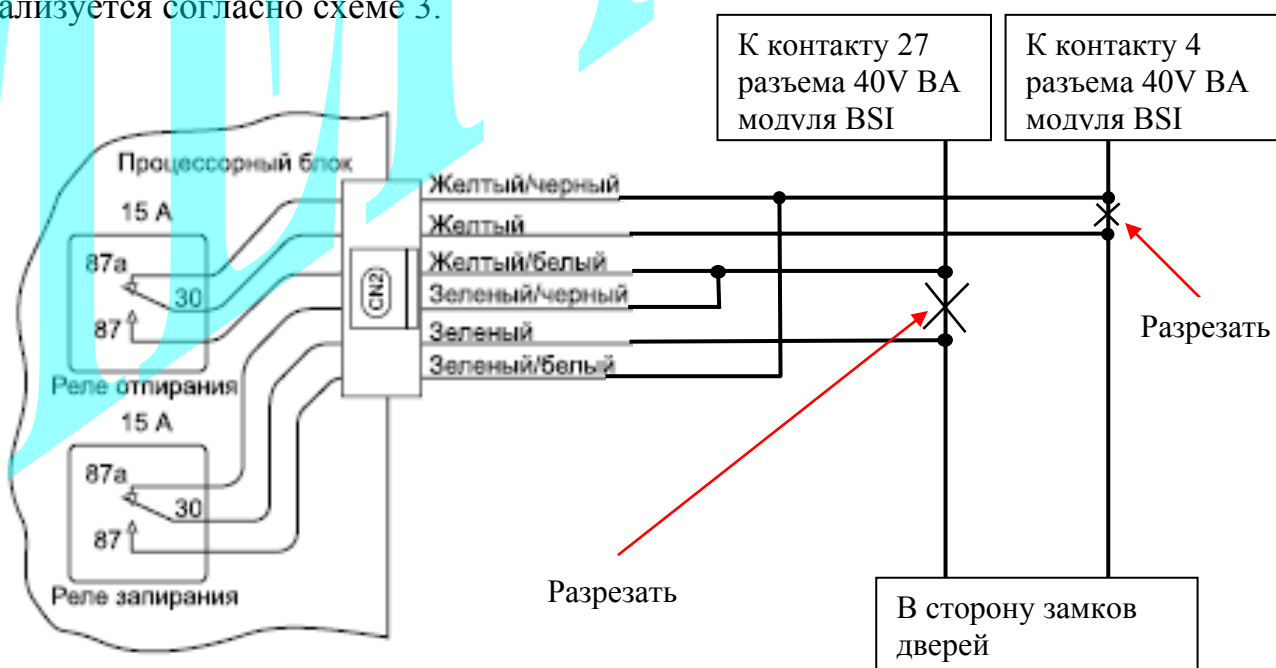 ализуется согласно схеме 3.
К контакту 27
разъема 40V BA
модуля BSI
К контакту 4
разъема 40V BA
модуля BSI
Процессорный блок
15 А
87а
30
87
Реле отпирания
15 А
87а
30
87
Реле запирания
CN2
Желтый/черный
Желтый
Желтый/белый
Зеленый/черный
Зеленый
Зеленый/белый
Разрезать
Разрезать
В сторону замков
дверей